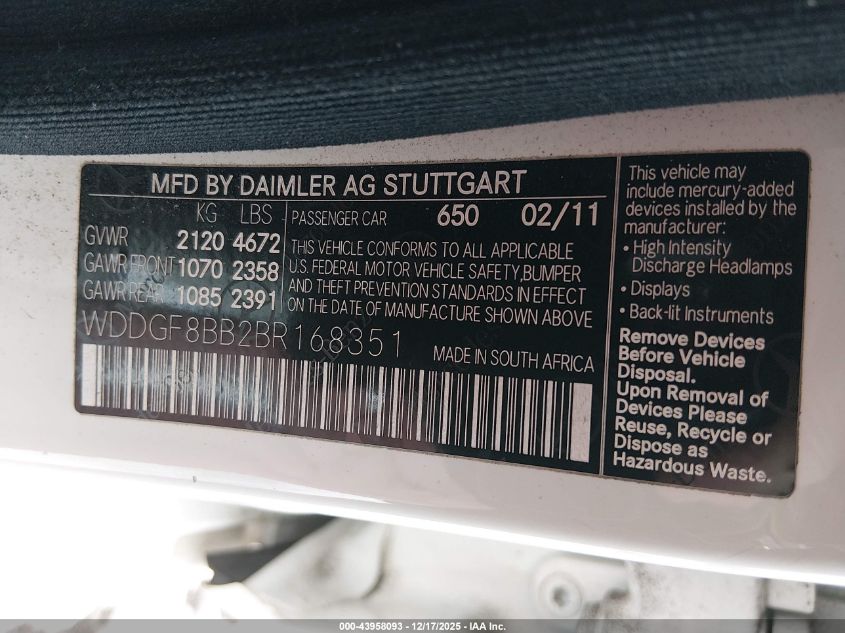 MFD BY DAIMLER AG STUTTGART
KG LBS
GVWR 2120 4672
GAWR FRONT 1070 2358
GAWR REAR 1085 2391
PASSENGER CAR 650 02/11
THIS VEHICLE CONFORMS TO ALL APPLICABLE
U.S. FEDERAL MOTOR VEHICLE SAFETY,BUMPER
AND THEFT PREVENTION STANDARDS IN EFFECT
ON THE DATE OF MANUFACTURE SHOWN ABOVE
WDDGF8BB2BR168351
MADE IN SOUTH AFRICA
This vehicle may
include mercury-added
devices installed by the
manufacturer:
• High Intensity
Discharge Headlamps
• Displays
• Back-lit Instruments
Remove Devices
Before Vehicle
Disposal.
Upon Removal of
Devices Please
Reuse, Recycle or
Dispose as
Hazardous Waste.
000-43958093 - 12/17/2025 - IAA Inc.